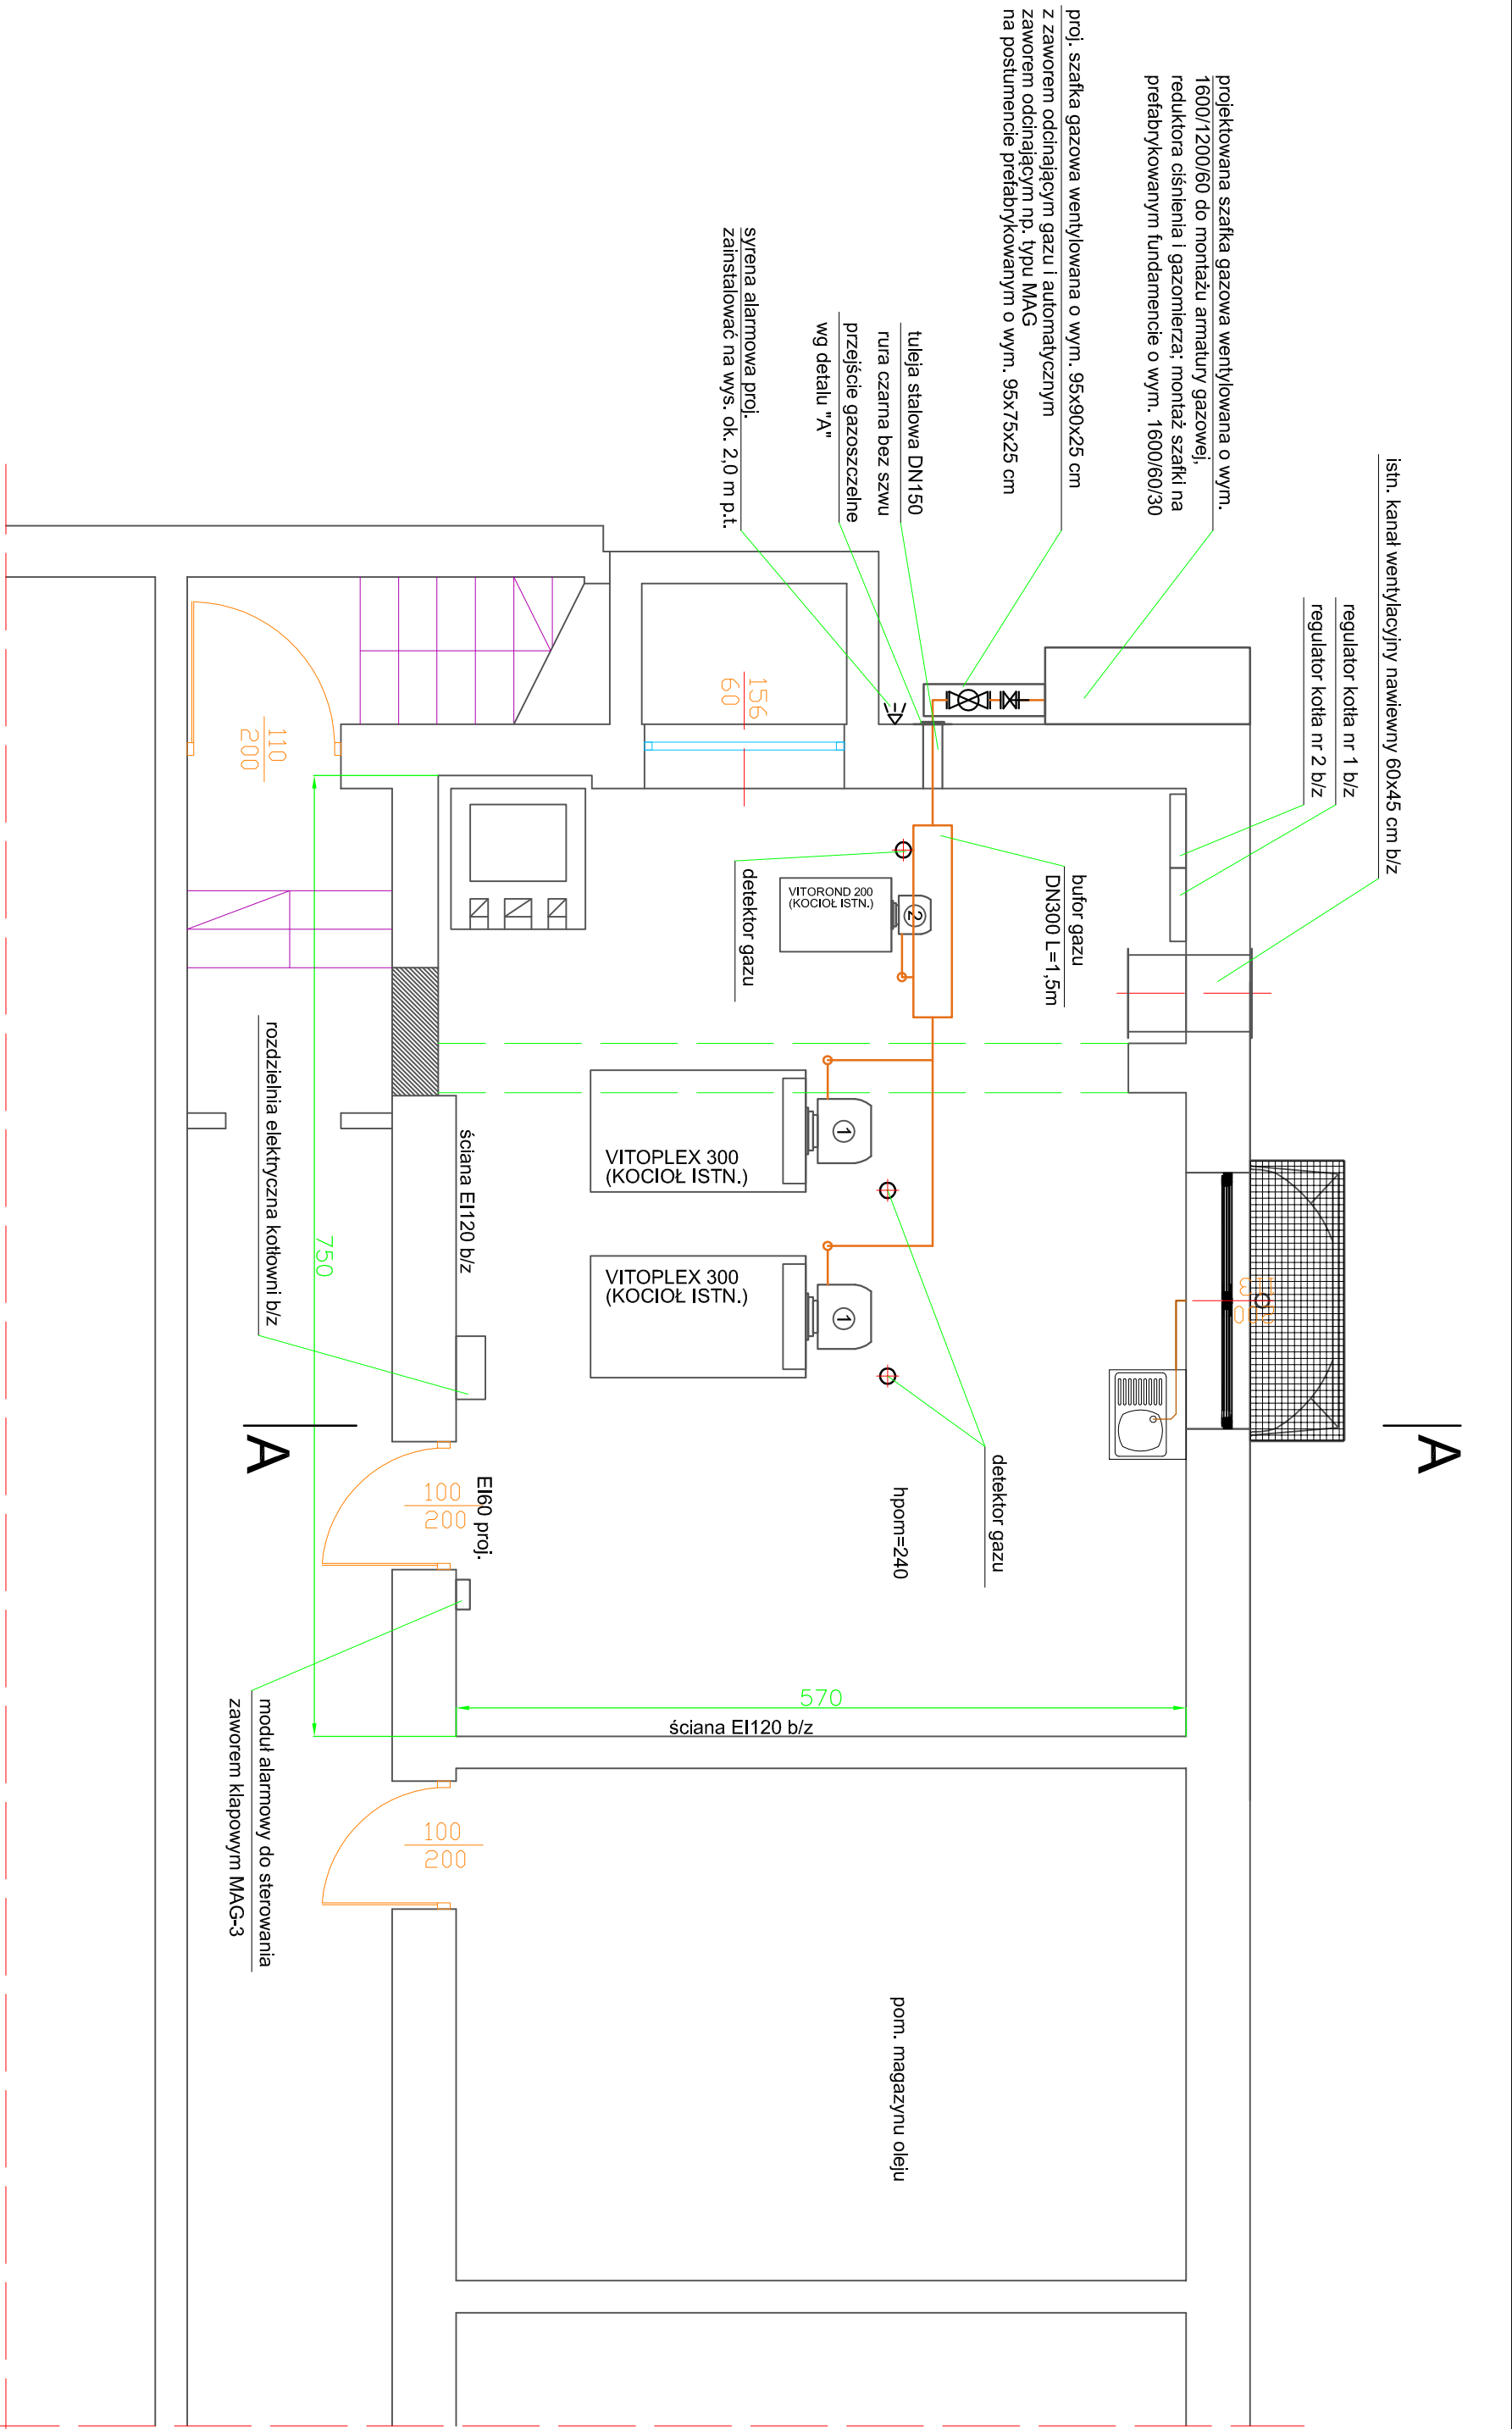 istn. kanał wentylacyjny nawiewny 60x45 cm b/z
regulator kotła nr 1 b/z
regulator kotła nr 2 b/z
projektowana szafka gazowa wentylowana o wym.
1600/1200/60 do montażu armatury gazowej,
reduktora ciśnienia i gazomierza; montaż szafki na
prefabrykowanym fundamencie o wym. 1600/60/30
proj. szafka gazowa wentylowana o wym. 95x90x25 cm
z zaworem odcinającym gazu i automatycznym
zaworem odcinającym np. typu MAG
na postumencie prefabrykowanym o wym. 95x75x25 cm
tuleja stalowa DN150
rura czarna bez szwu
przejście gazoszczelne
wg detalu "A"
syrena alarmowa proj.
zainstalować na wys. ok. 2,0 m p.t.
156
60
110
200
bufor gazu
DN300 L=1,5m
detektor gazu
VITOROND 200
(KOCIOŁ ISTN.)
2
VITOPLEX 300
(KOCIOŁ ISTN.)
1
VITOPLEX 300
(KOCIOŁ ISTN.)
1
detektor gazu
hpom=240
A
A
ściana EI120 b/z
rozdzielnia elektryczna kotłowni b/z
750
EI60 proj.
100
200
570
ściana EI120 b/z
moduł alarmowy do sterowania
zaworem klapowym MAG-3
100
200
pom. magazynu oleju